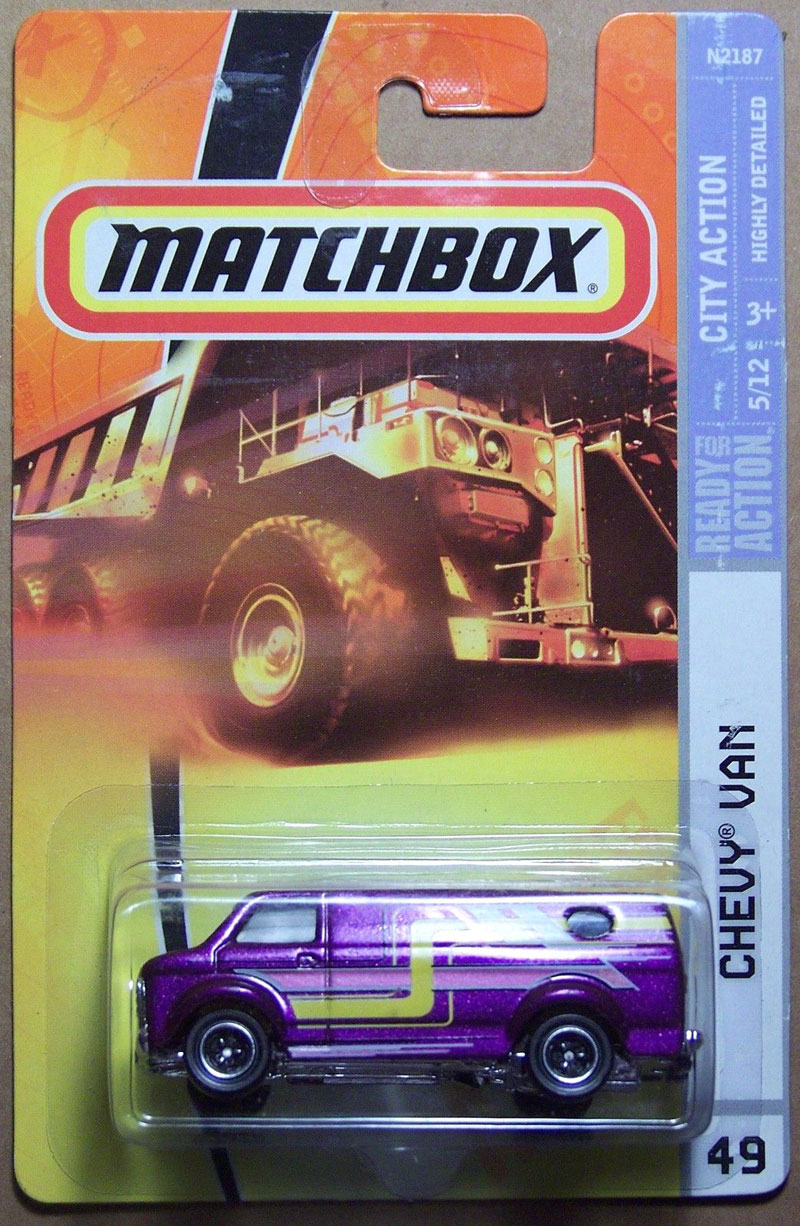 N2187
MATCHBOX®
CITY ACTION
HIGHLY DETAILED
5/12
3+
READY FOR
ACTION
CHEVY® VAN
49